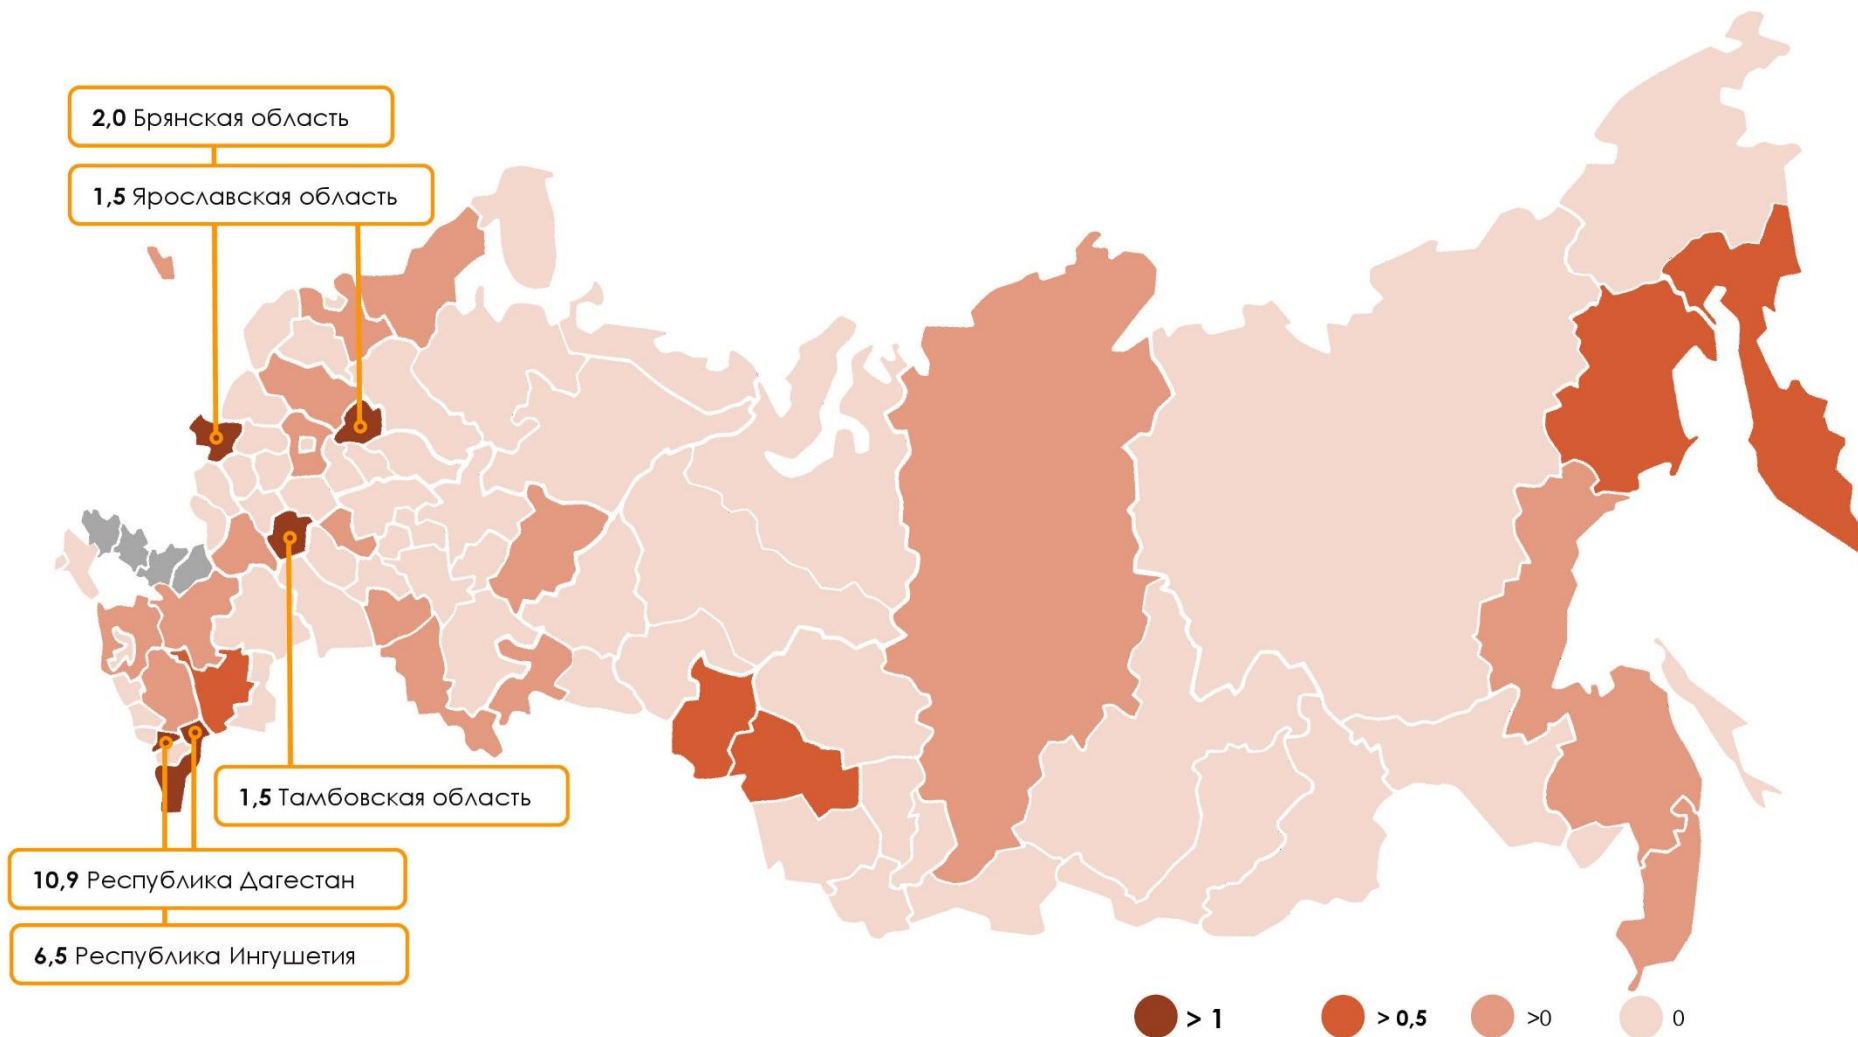 2,0 Брянская область
1,5 Ярославская область
1,5 Тамбовская область
10,9 Республика Дагестан
6,5 Республика Ингушетия
> 1
> 0,5
>0
0